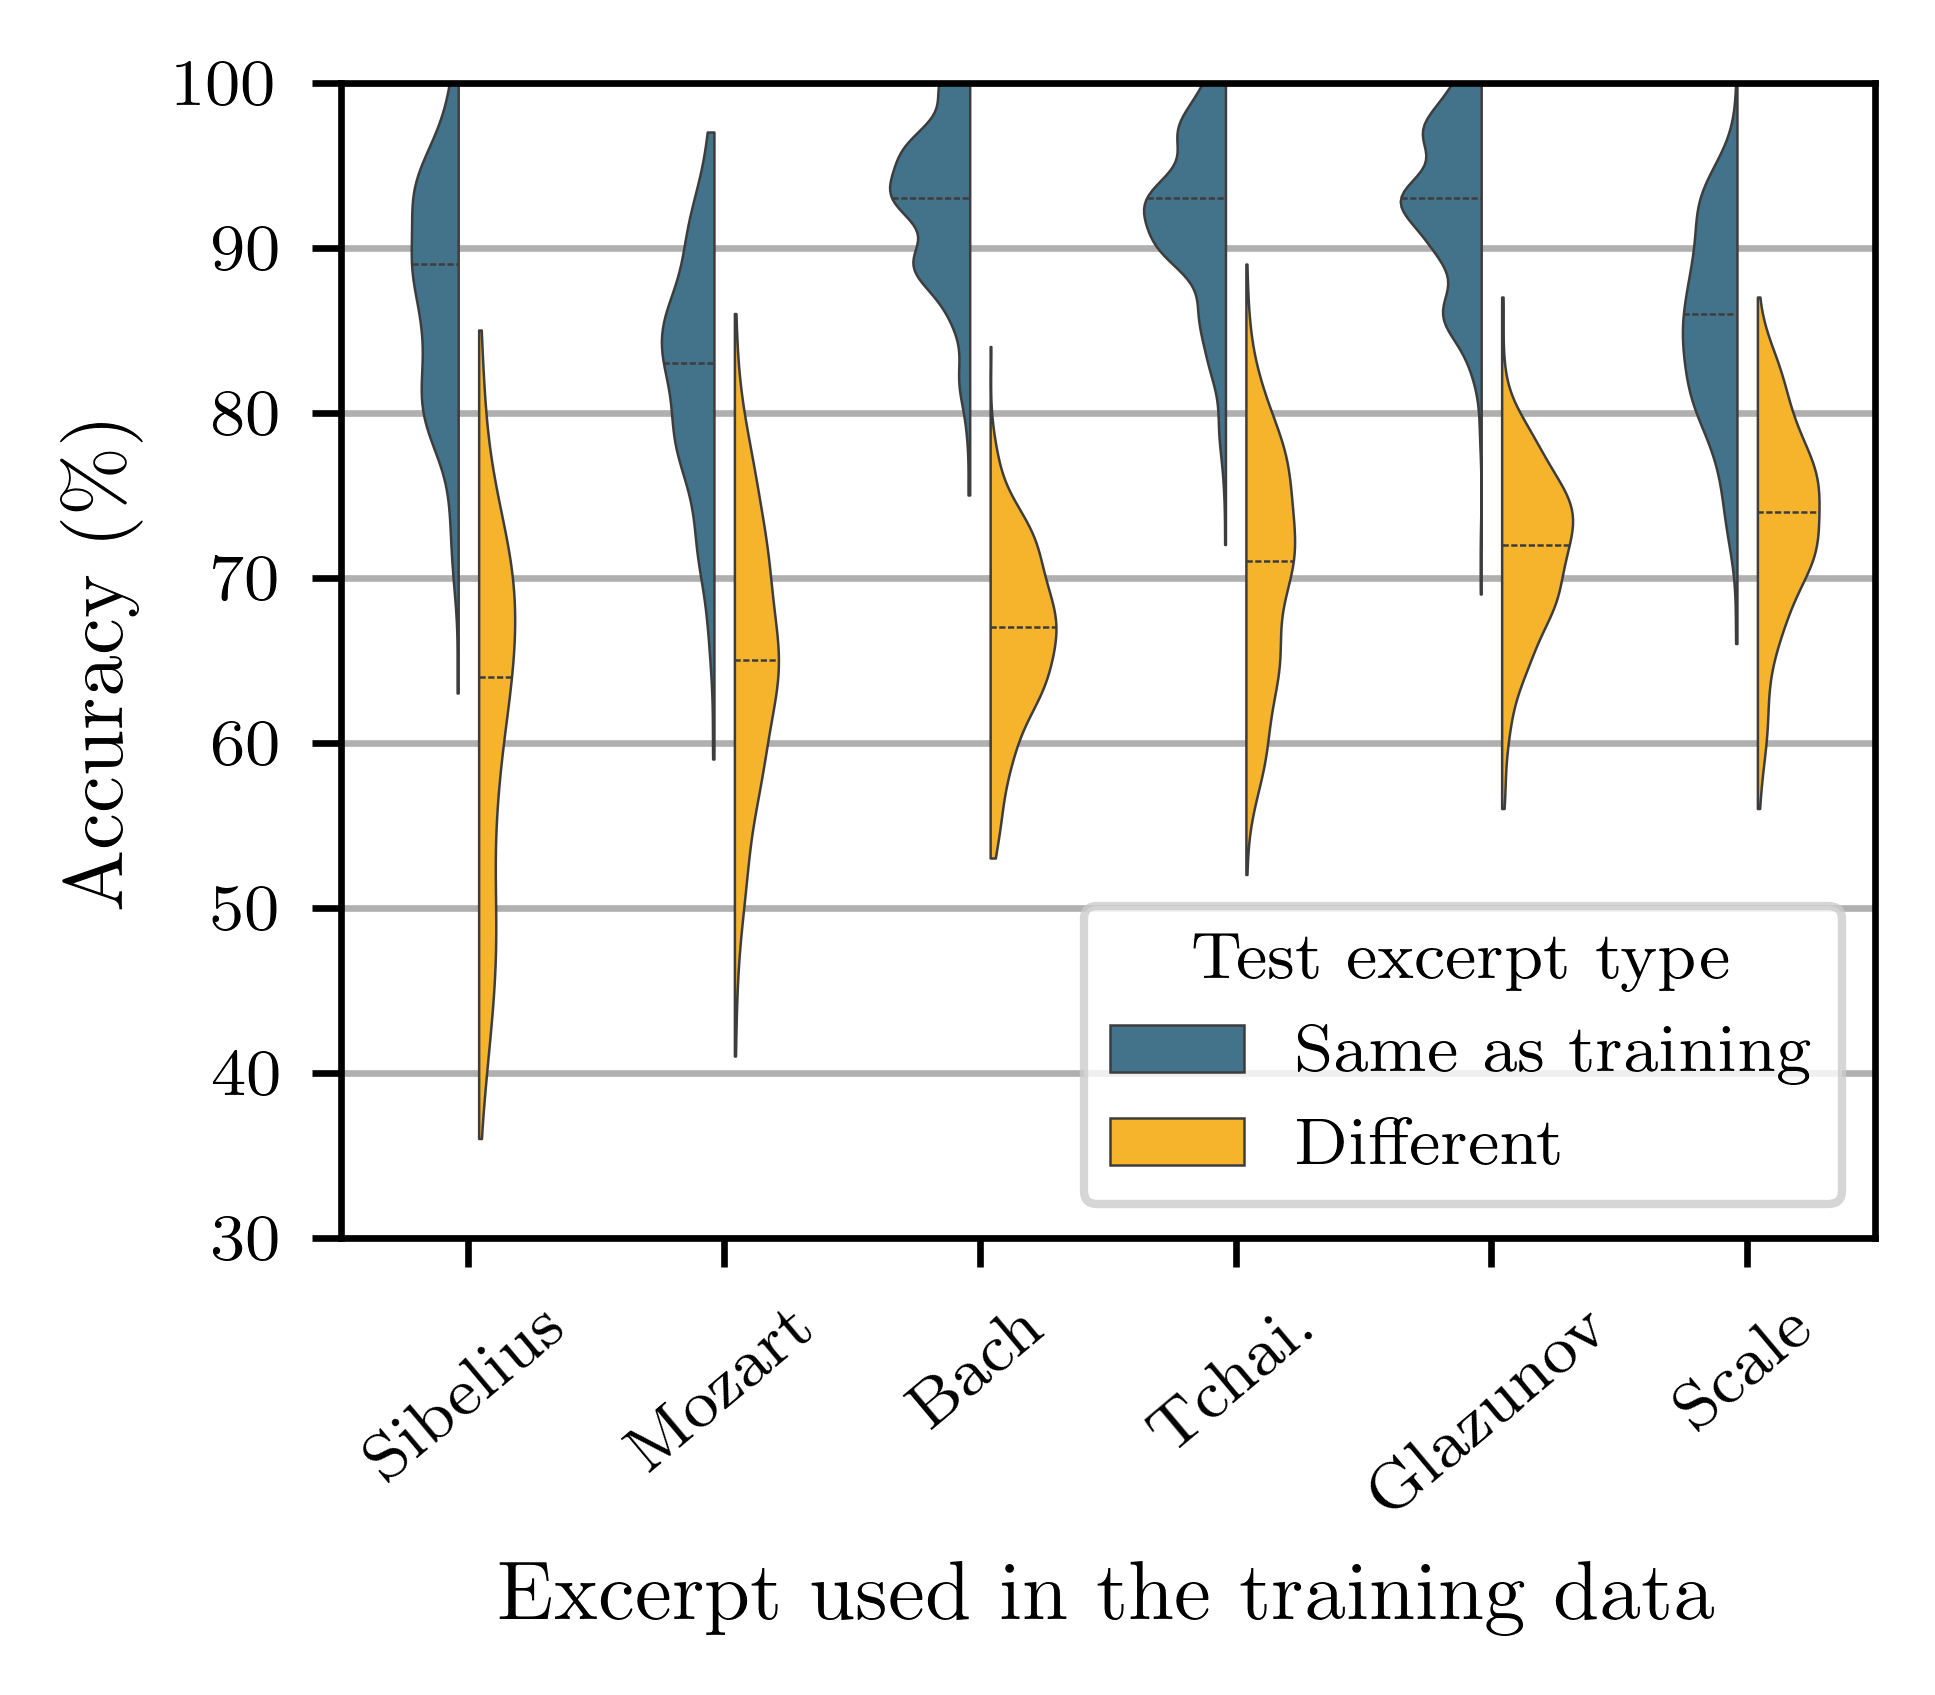 100
90
80
70
60
50
40
30
Accuracy (%)
Test excerpt type
Same as training
Different
Sibelius
Mozart
Bach
Tchai.
Glazunov
Scale
Excerpt used in the training data